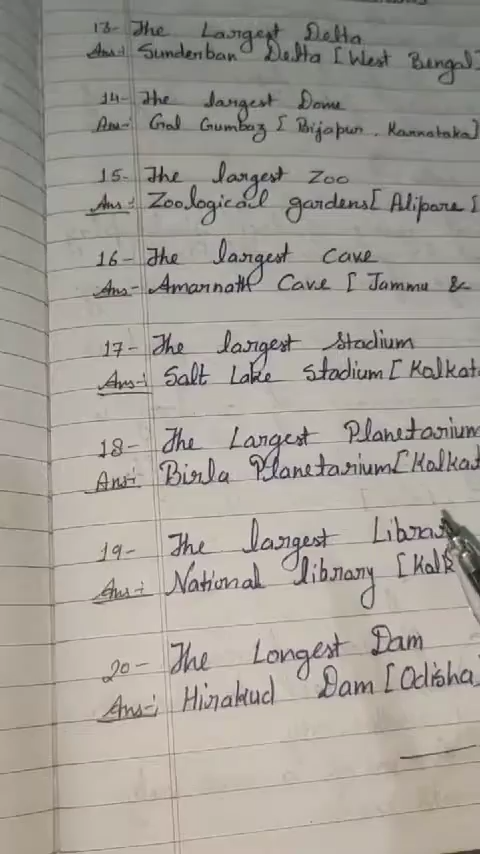 13- The Largest Delta
Ans:- Sunderban Delta [West Bengal]
14- The largest Dome
Ans:- Gol Gumbaz [Bijapur. Karnataka]
15- The largest Zoo
Ans:- Zoological gardens [Alipore [
16- The largest Cave
Ans- Amarnath Cave [Jammu &
17- The largest Stadium
Ans:- Salt Lake Stadium [Kolkat
18- The Largest Planetarium
Ans:- Birla Planetarium [Kolkat
19- The largest Librar
Ans:- National library [Kolk
20- The Longest Dam
Ans:- Hirakud Dam [Odisha]